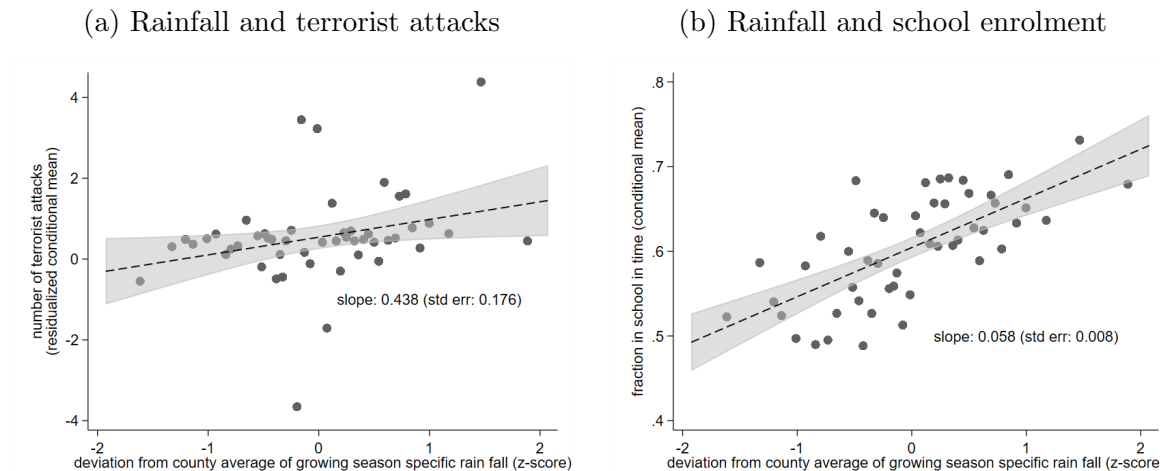 (a) Rainfall and terrorist attacks
number of terrorist attacks
(residualized conditional mean)
4
2
0
-2
-4
slope: 0.438 (std err: 0.176)
-2 -1 0 1 2
deviation from county average of growing season specific rain fall (z-score)
(b) Rainfall and school enrolment
fraction in school in time (conditional mean)
.8
.7
.6
.5
.4
slope: 0.058 (std err: 0.008)
-2 -1 0 1 2
deviation from county average of growing season specific rain fall (z-score)